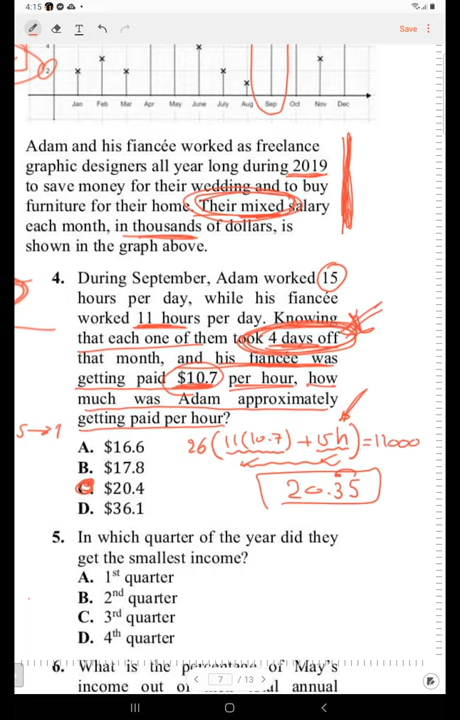 4:15
Save
4
2
Jan Feb Mar Apr May June July Aug Sep Oct Nov Dec
Adam and his fiancée worked as freelance
graphic designers all year long during 2019
to save money for their wedding and to buy
furniture for their home. Their mixed salary
each month, in thousands of dollars, is
shown in the graph above.
4. During September, Adam worked 15
hours per day, while his fiancée
worked 11 hours per day. Knowing
that each one of them took 4 days off
that month, and his fiancée was
getting paid $10.7 per hour, how
much was Adam approximately
getting paid per hour?
S→1
A. $16.6
26(11(10.7)+15h)=11000
B. $17.8
C. $20.4
20.35
D. $36.1
5. In which quarter of the year did they
get the smallest income?
A. 1st quarter
B. 2nd quarter
C. 3rd quarter
D. 4th quarter
6. What is the percentage of May's
income out of annual
7 / 13